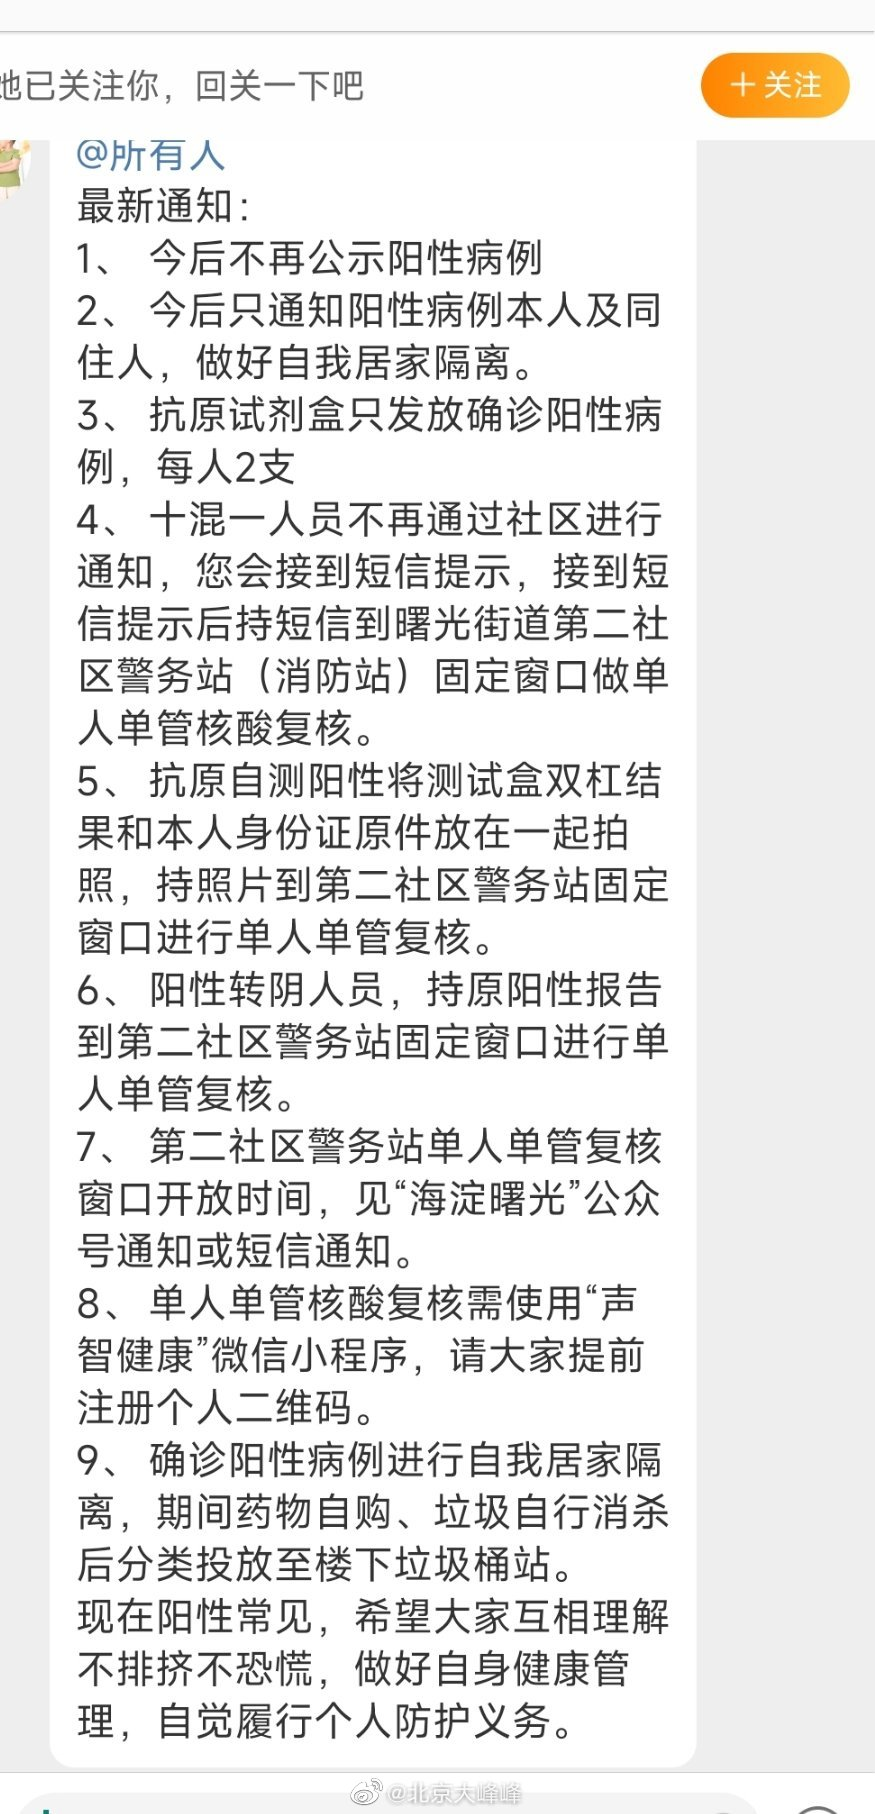 她已关注你，回关一下吧
＋关注
@所有人
最新通知：
1、 今后不再公示阳性病例
2、 今后只通知阳性病例本人及同
住人，做好自我居家隔离。
3、 抗原试剂盒只发放确诊阳性病
例，每人2支
4、 十混一人员不再通过社区进行
通知，您会接到短信提示，接到短
信提示后持短信到曙光街道第二社
区警务站（消防站）固定窗口做单
人单管核酸复核。
5、 抗原自测阳性将测试盒双杠结
果和本人身份证原件放在一起拍
照，持照片到第二社区警务站固定
窗口进行单人单管复核。
6、 阳性转阴人员，持原阳性报告
到第二社区警务站固定窗口进行单
人单管复核。
7、 第二社区警务站单人单管复核
窗口开放时间，见“海淀曙光”公众
号通知或短信通知。
8、 单人单管核酸复核需使用“声
智健康”微信小程序，请大家提前
注册个人二维码。
9、 确诊阳性病例进行自我居家隔
离，期间药物自购、垃圾自行消杀
后分类投放至楼下垃圾桶站。
现在阳性常见，希望大家互相理解
不排挤不恐慌，做好自身健康管
理，自觉履行个人防护义务。
@北京大峰峰